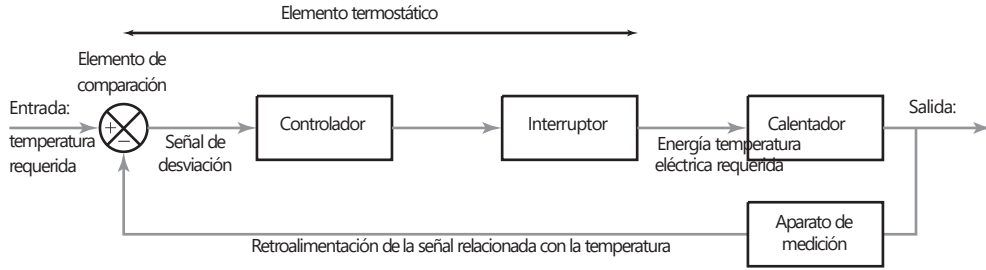 Elemento termostático
Elemento de
comparación
Entrada:
temperatura
requerida
+
−
Señal de
desviación
Controlador
Interruptor
Energía temperatura
eléctrica requerida
Calentador
Salida:
Aparato de
medición
Retroalimentación de la señal relacionada con la temperatura